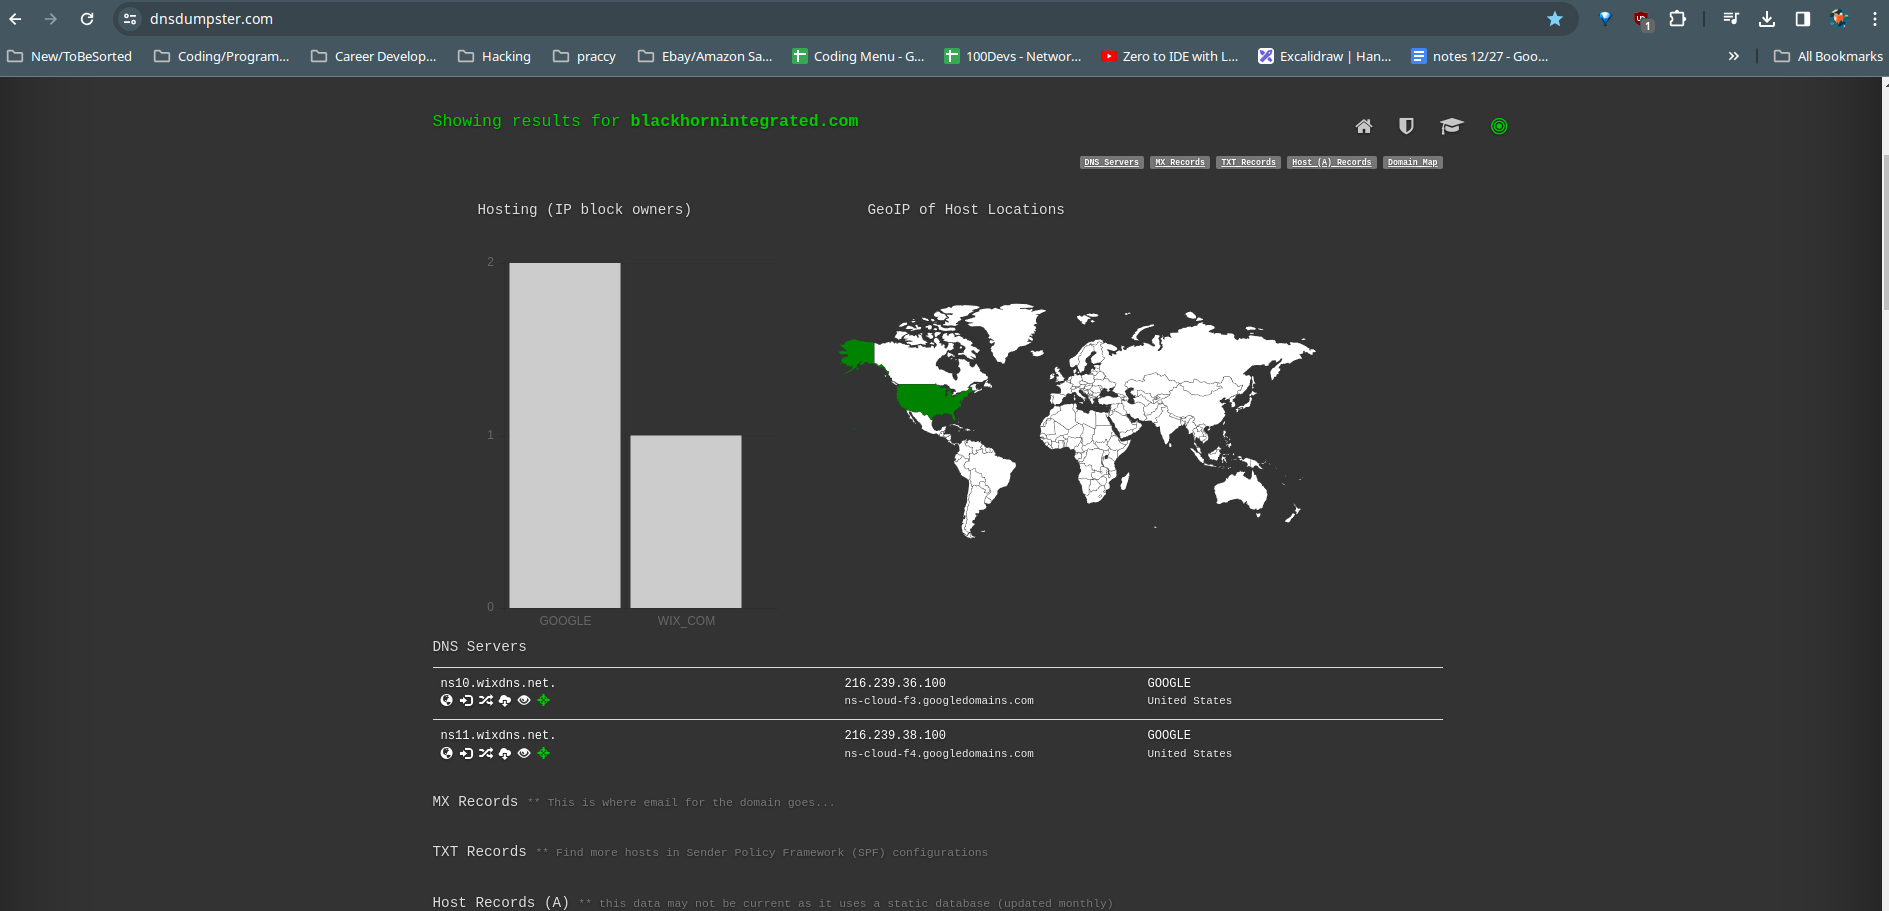 dnsdumpster.com
1
New/ToBeSorted
Coding/Program...
Career Develop...
Hacking
praccy
Ebay/Amazon Sa...
Coding Menu - G...
100Devs - Networ...
Zero to IDE with L...
Excalidraw | Han...
notes 12/27 - Goo...
»
All Bookmarks
Showing results for blackhornintegrated.com
DNS Servers
MX Records
TXT Records
Host (A) Records
Domain Map
Hosting (IP block owners)
GeoIP of Host Locations
2
1
0
GOOGLE
WIX_COM
DNS Servers
ns10.wixdns.net. 216.239.36.100 GOOGLE
ns-cloud-f3.googledomains.com United States
ns11.wixdns.net. 216.239.38.100 GOOGLE
ns-cloud-f4.googledomains.com United States
MX Records ** This is where email for the domain goes...
TXT Records ** Find more hosts in Sender Policy Framework (SPF) configurations
Host Records (A) ** this data may not be current as it uses a static database (updated monthly)